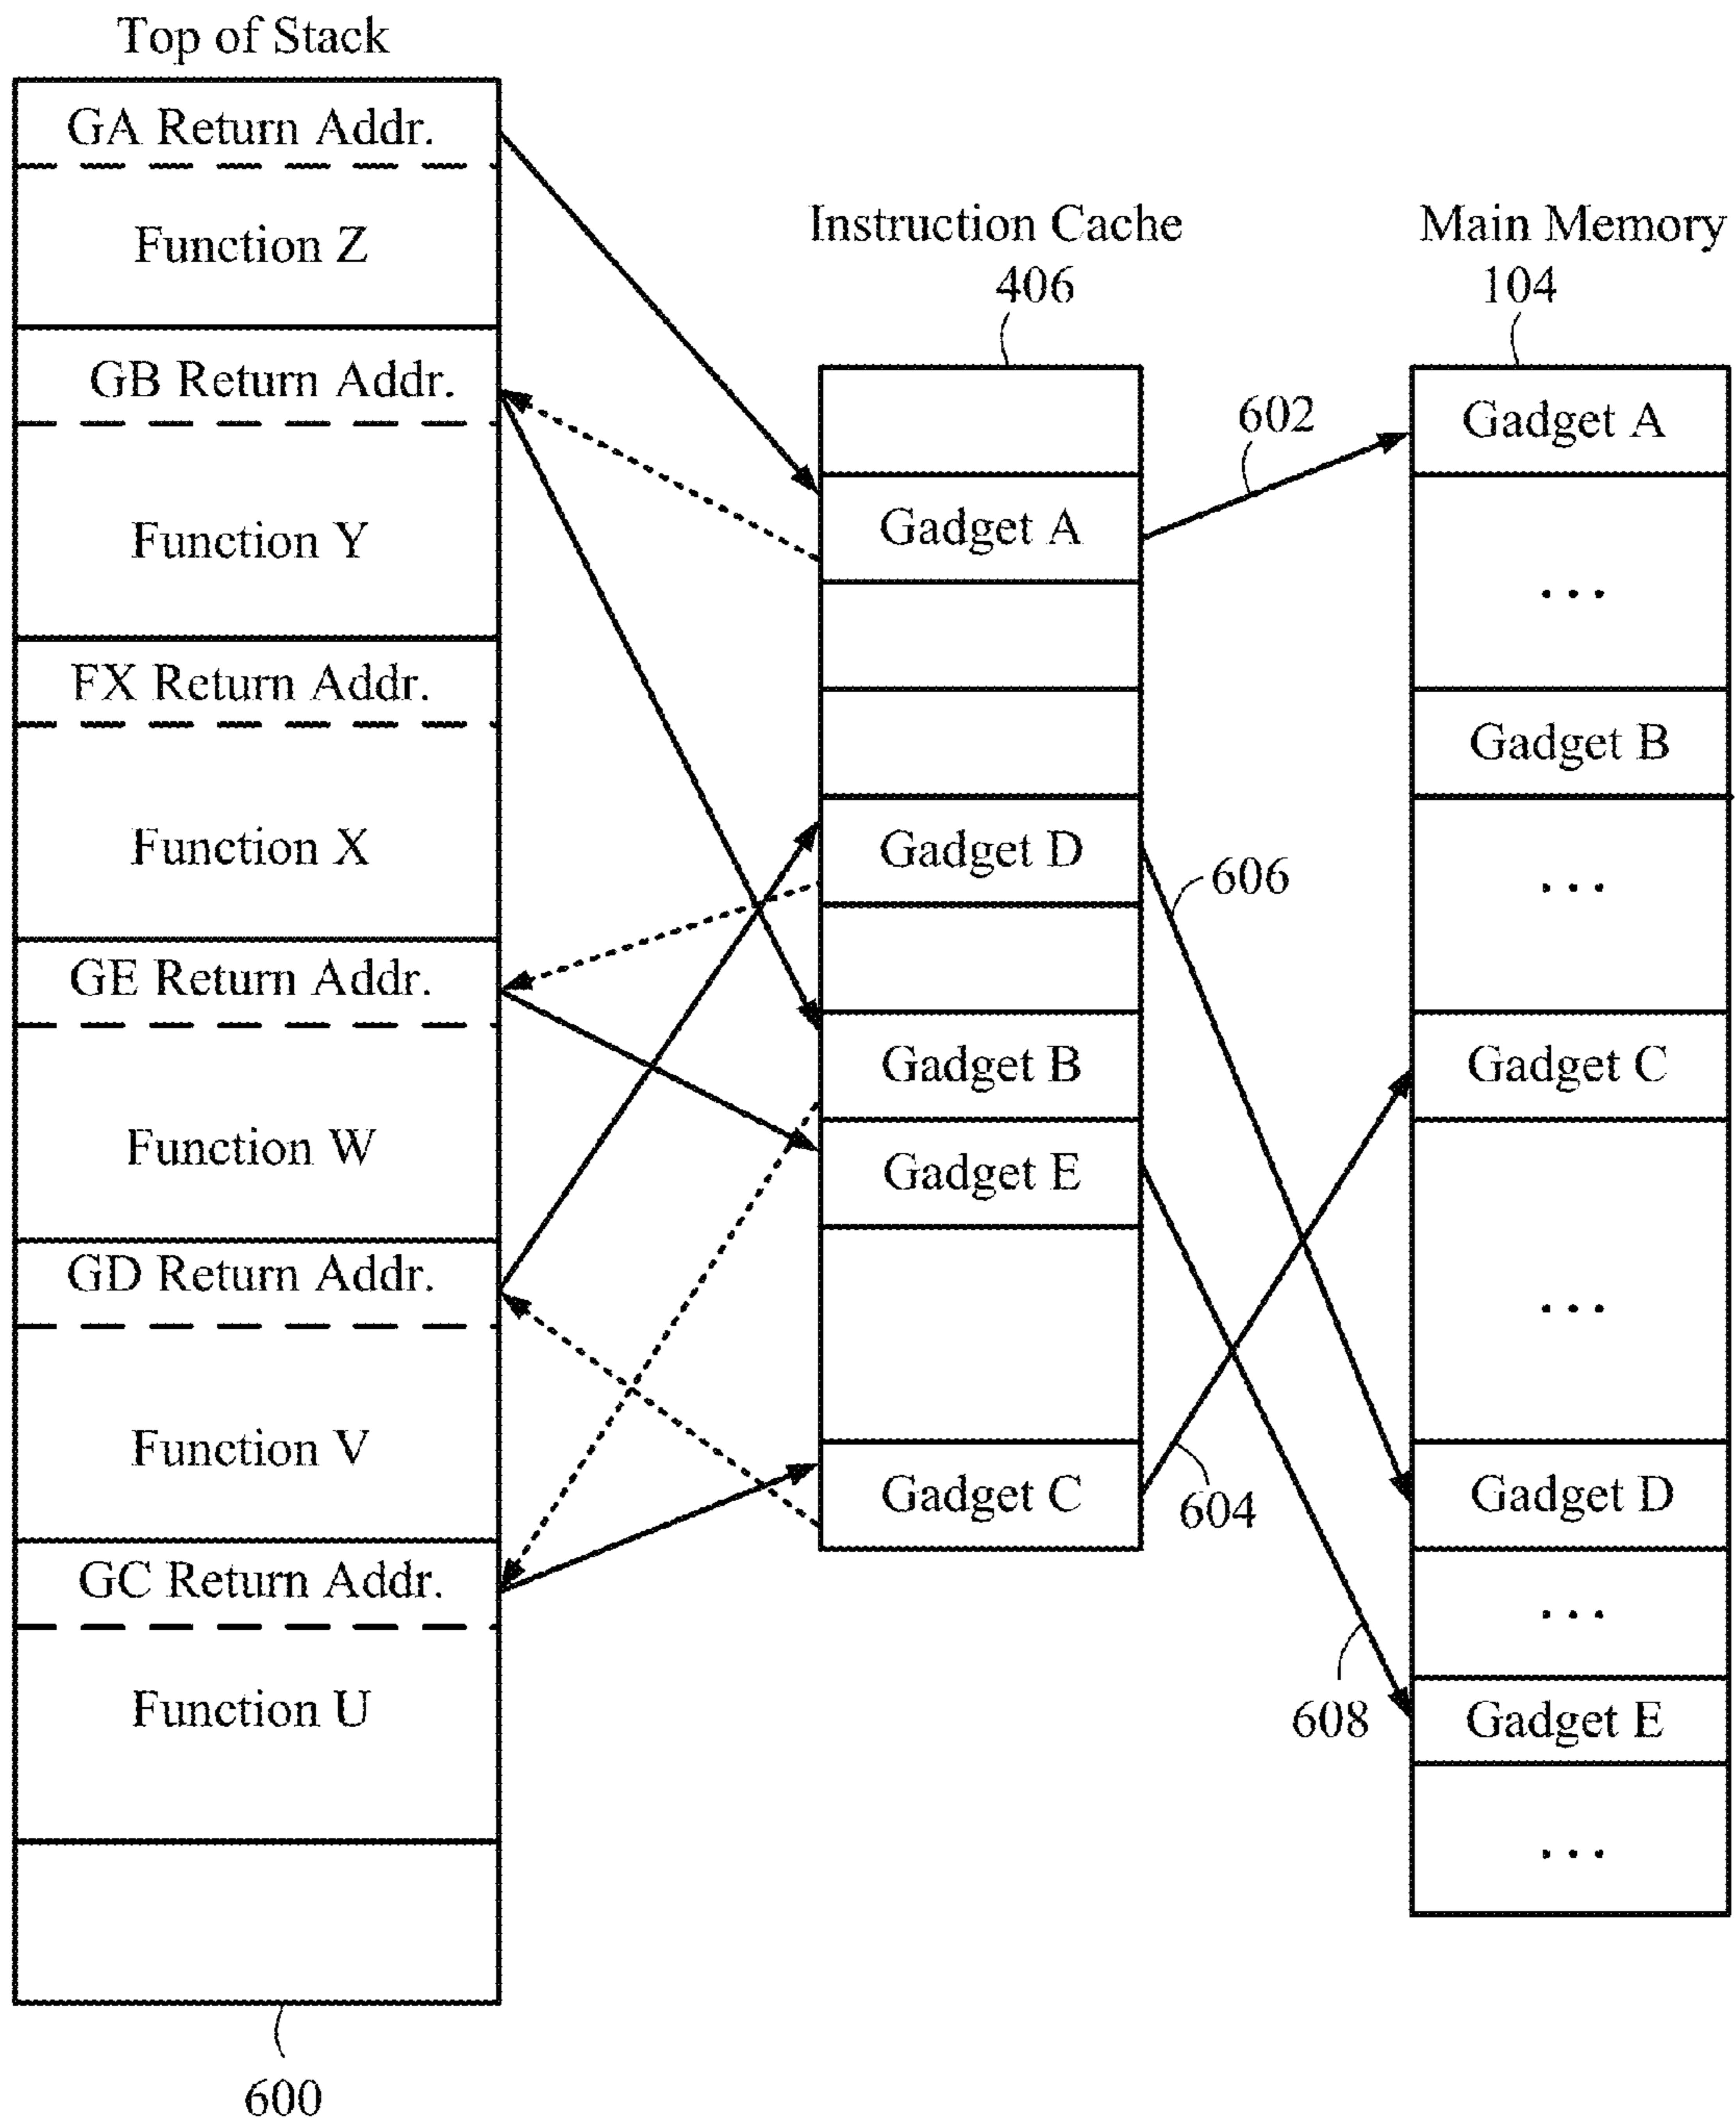 Top of Stack
GA Return Addr.
Function Z
GB Return Addr.
Function Y
FX Return Addr.
Function X
GE Return Addr.
Function W
GD Return Addr.
Function V
GC Return Addr.
Function U
600
Instruction Cache
406
Gadget A
Gadget D
Gadget B
Gadget E
Gadget C
602
606
604
608
Main Memory
104
Gadget A
...
Gadget B
...
Gadget C
...
Gadget D
...
Gadget E
...